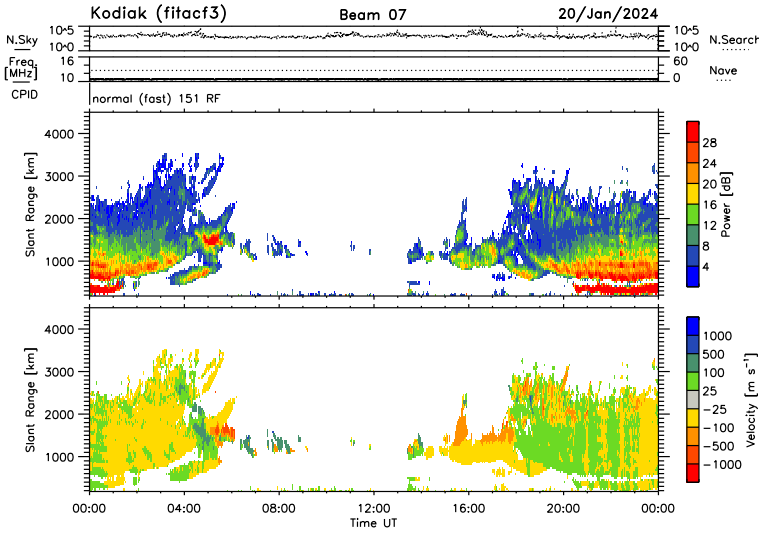 Kodiak (fitacf3) Beam 07 20/Jan/2024
N.Sky 10^5 10^0 10^5 10^0 N.Search
Freq. [MHz] 16 10 60 0 Nave
CPID normal (fast) 151 RF
Slant Range [km] 4000 3000 2000 1000
28 24 20 16 12 8 4 Power [dB]
Slant Range [km] 4000 3000 2000 1000
1000 500 100 25 -25 -100 -500 -1000 Velocity [m s⁻¹]
00:00 04:00 08:00 12:00 16:00 20:00 00:00
Time UT